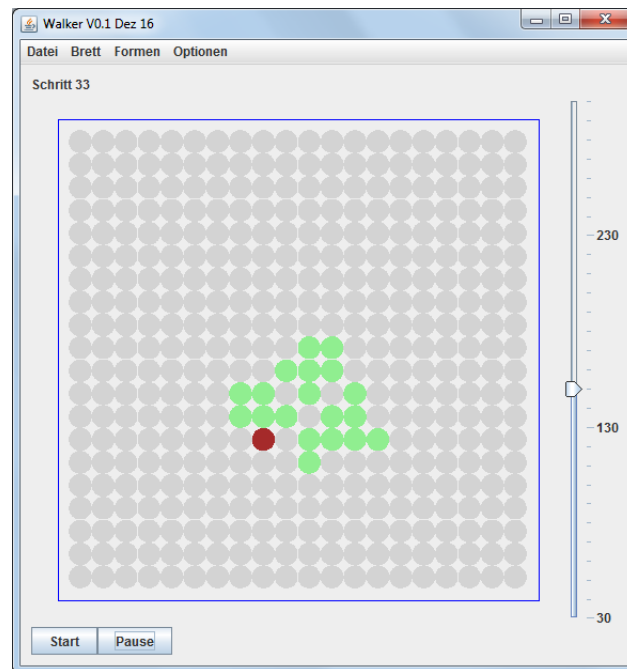 Walker V0.1 Dez 16
Datei Brett Formen Optionen
Schritt 33
230
130
30
Start Pause